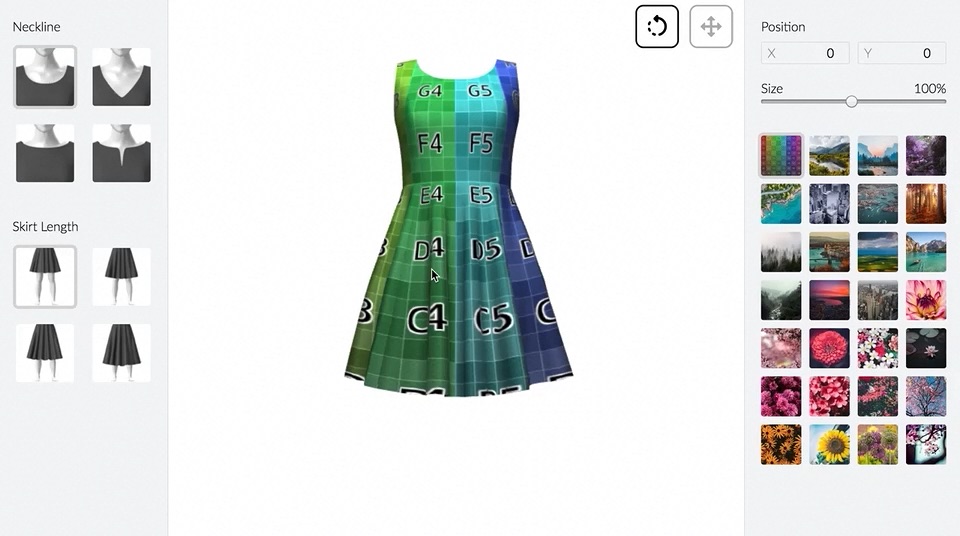 Neckline
Skirt Length
G4 G5
F4 F5
E4 E5
D4 D5
C4 C5 C
Position
X 0 Y 0
Size 100%